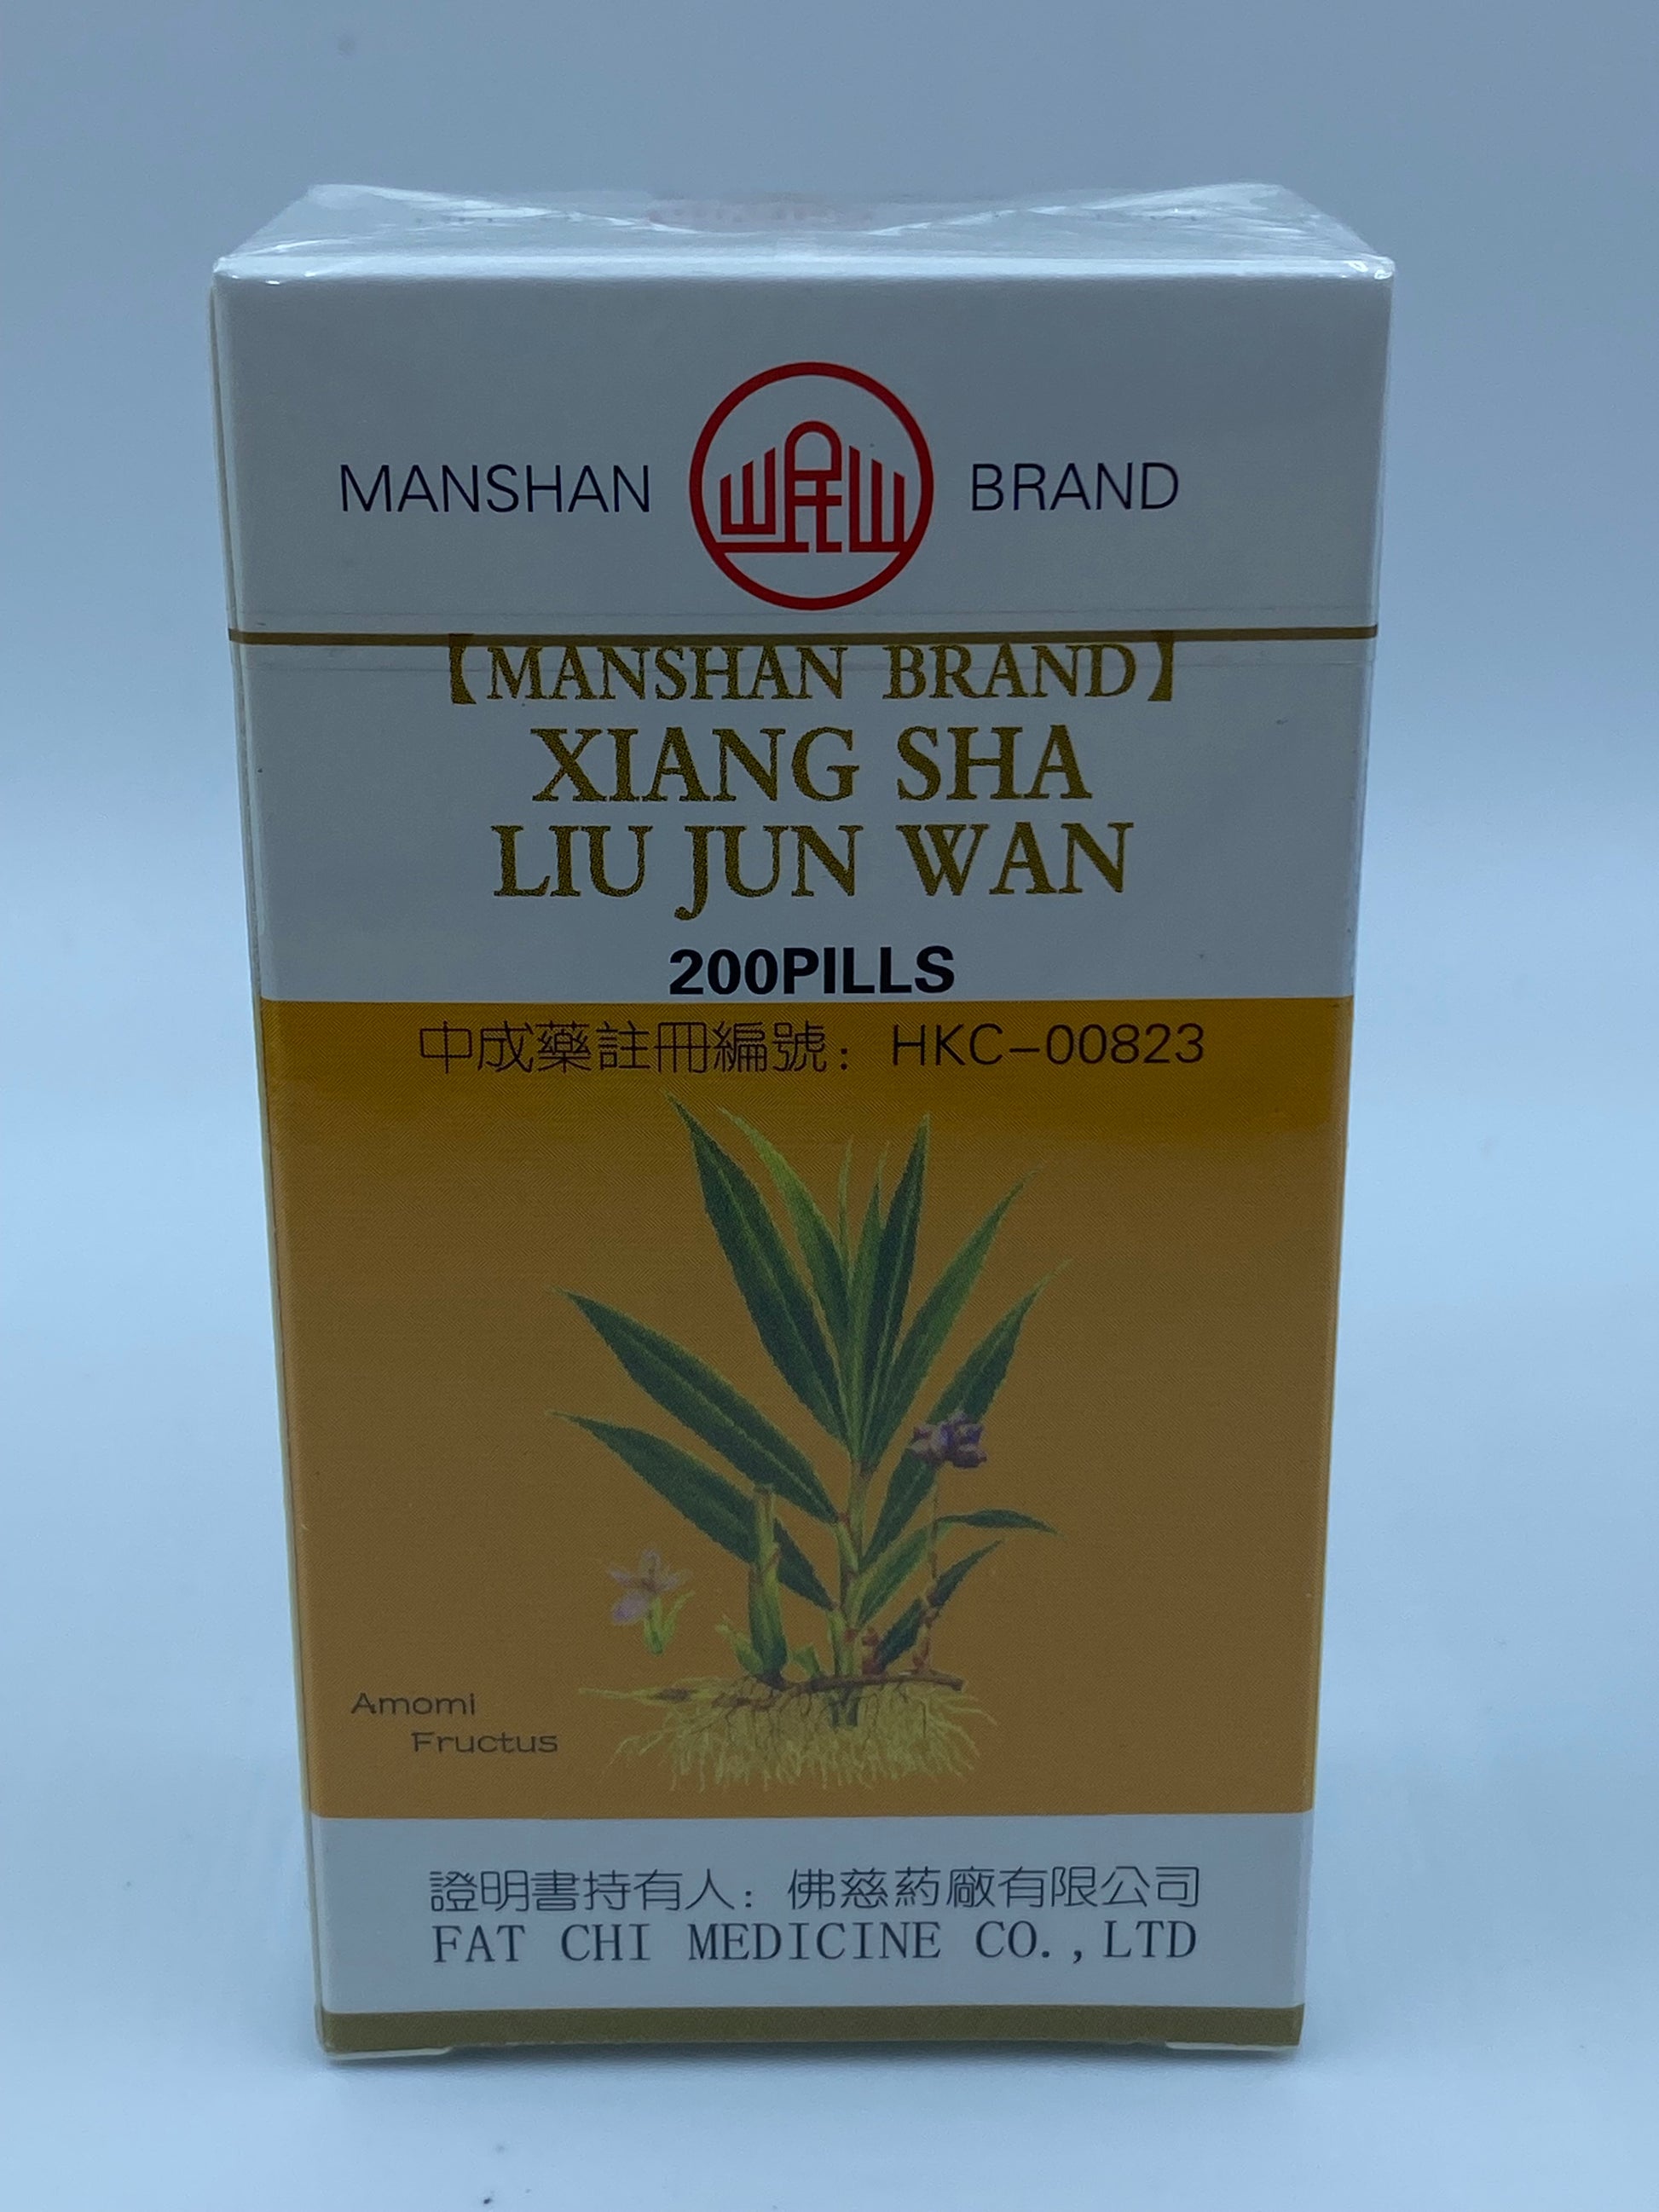 MANSHAN BRAND
【MANSHAN BRAND】
XIANG SHA
LIU JUN WAN
200PILLS
中成藥註冊編號：HKC-00823
Amomi
Fructus
證明書持有人：佛慈葯廠有限公司
FAT CHI MEDICINE CO.,LTD